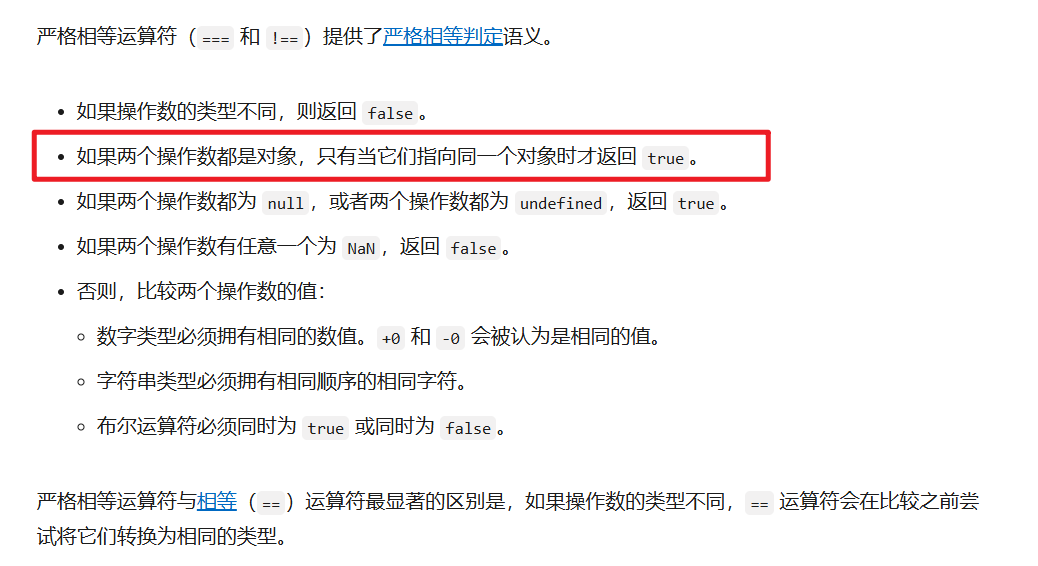 严格相等运算符（=== 和 !==）提供了严格相等判定语义。
如果操作数的类型不同，则返回 false。
如果两个操作数都是对象，只有当它们指向同一个对象时才返回 true。
如果两个操作数都为 null，或者两个操作数都为 undefined，返回 true。
如果两个操作数有任意一个为 NaN，返回 false。
否则，比较两个操作数的值：
数字类型必须拥有相同的数值。+0 和 -0 会被认为是相同的值。
字符串类型必须拥有相同顺序的相同字符。
布尔运算符必须同时为 true 或同时为 false。
严格相等运算符与相等（==）运算符最显著的区别是，如果操作数的类型不同，== 运算符会在比较之前尝
试将它们转换为相同的类型。